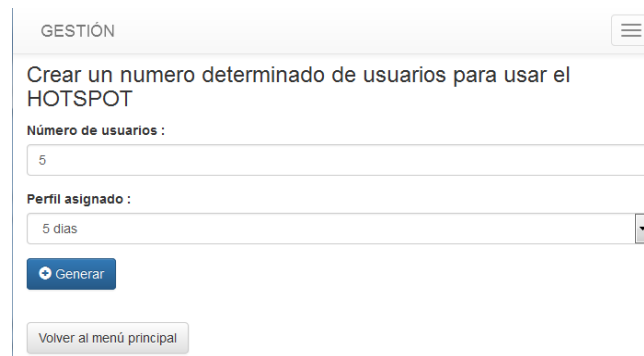 GESTIÓN
Crear un numero determinado de usuarios para usar el
HOTSPOT
Número de usuarios :
5
Perfil asignado :
5 dias
Generar
Volver al menú principal